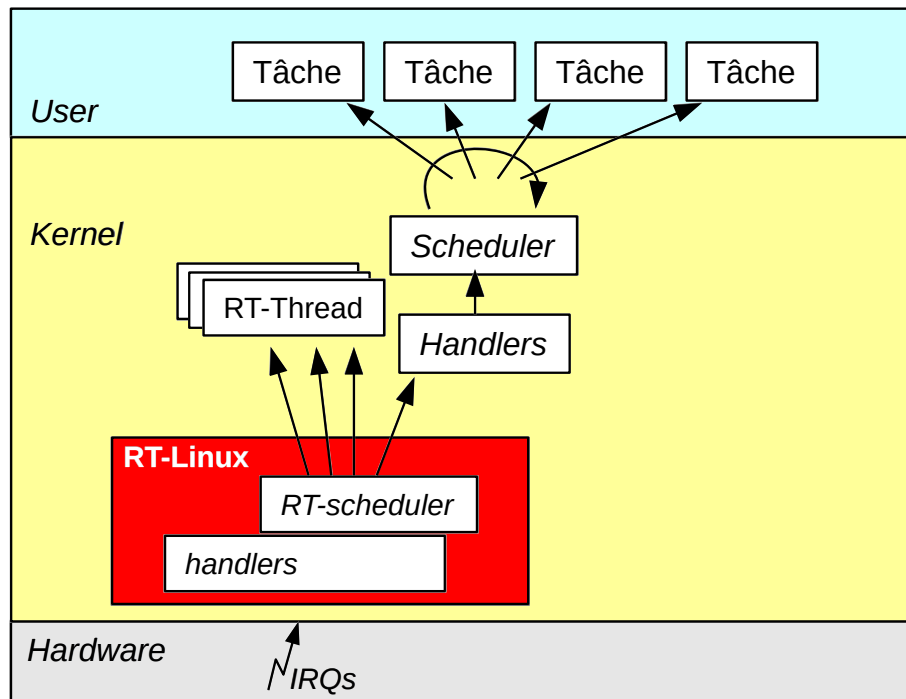 Tâche
Tâche
Tâche
Tâche
User
Kernel
Scheduler
RT-Thread
Handlers
RT-Linux
RT-scheduler
handlers
Hardware
IRQs